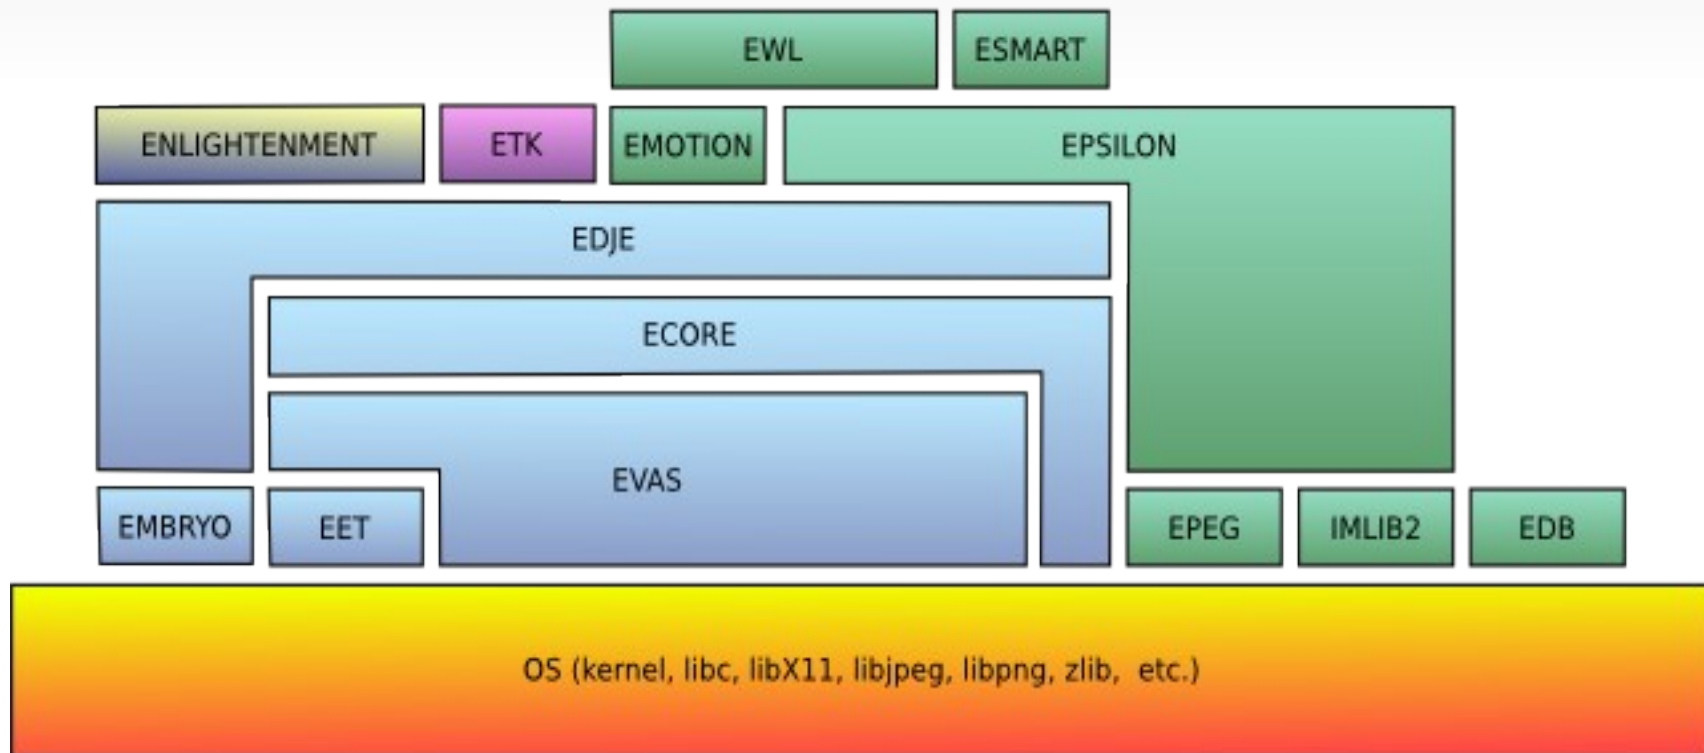 EWL
ESMART
ENLIGHTENMENT
ETK
EMOTION
EPSILON
EDJE
ECORE
EVAS
EMBRYO
EET
EPEG
IMLIB2
EDB
OS (kernel, libc, libX11, libjpeg, libpng, zlib, etc.)